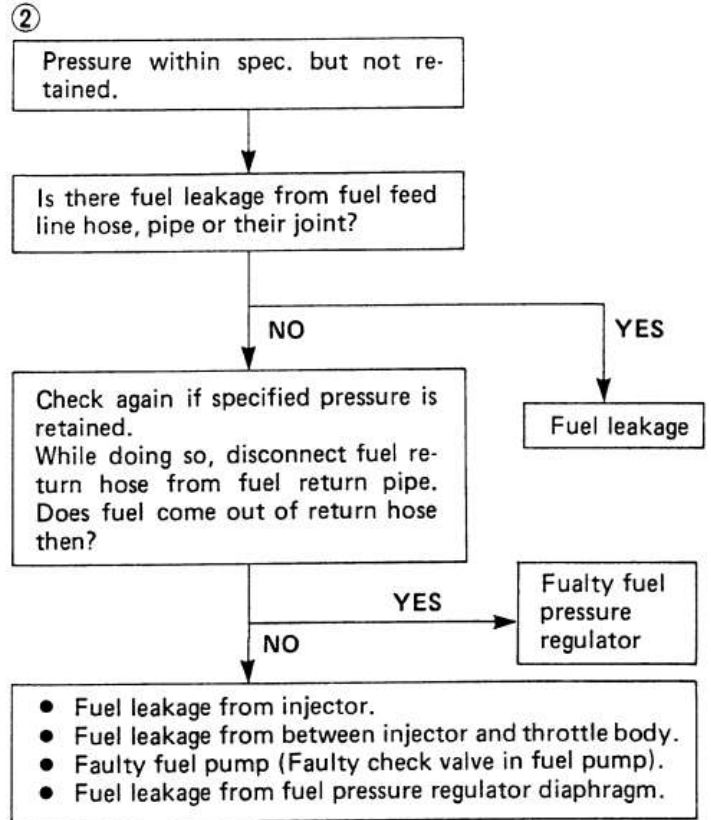 ②
Pressure within spec. but not re-
tained.
Is there fuel leakage from fuel feed
line hose, pipe or their joint?
NO
YES
Check again if specified pressure is
retained.
While doing so, disconnect fuel re-
turn hose from fuel return pipe.
Does fuel come out of return hose
then?
Fuel leakage
YES
NO
Fualty fuel
pressure
regulator
● Fuel leakage from injector.
● Fuel leakage from between injector and throttle body.
● Faulty fuel pump (Faulty check valve in fuel pump).
● Fuel leakage from fuel pressure regulator diaphragm.